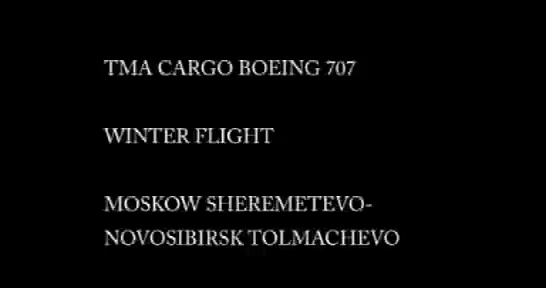 TMA CARGO BOEING 707
WINTER FLIGHT
MOSKOW SHEREMETEVO-
NOVOSIBIRSK TOLMACHEVO